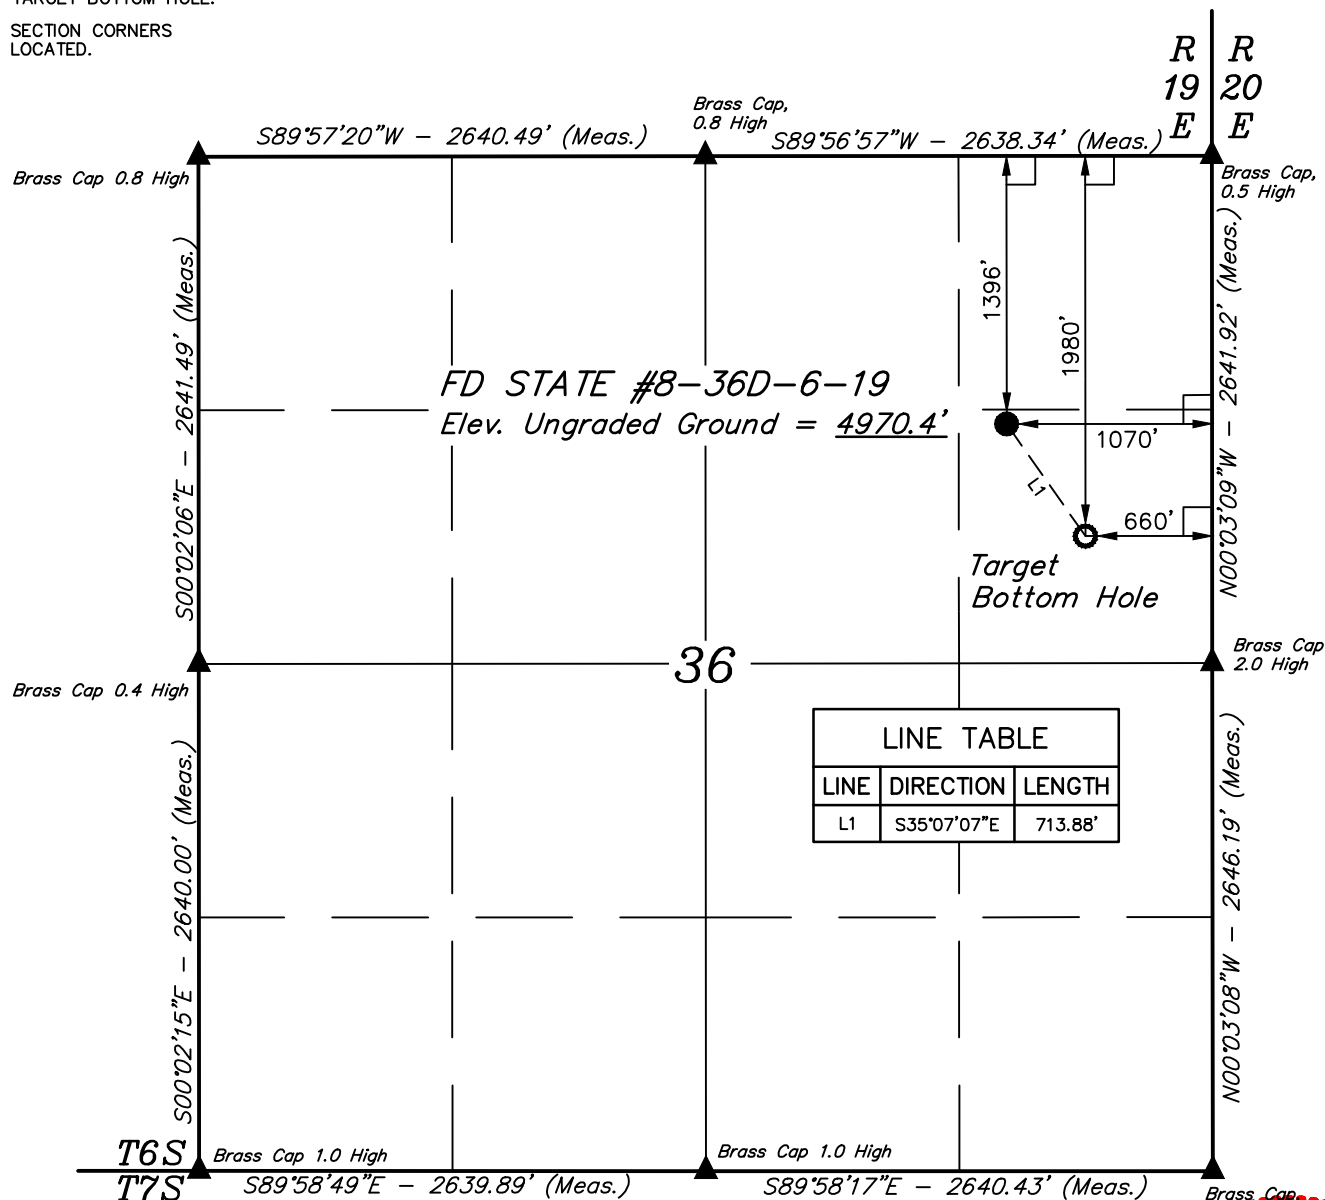 TARGET BOTTOM HOLE.
SECTION CORNERS
LOCATED.
R R
19 20
E E
Brass Cap,
0.8 High
S89°57'20"W - 2640.49' (Meas.)
S89°56'57"W - 2638.34' (Meas.)
Brass Cap 0.8 High
Brass Cap,
0.5 High
S00°02'06"E - 2641.49' (Meas.)
1396'
1980'
N00°03'09"W - 2641.92' (Meas.)
FD STATE #8-36D-6-19
Elev. Ungraded Ground = 4970.4'
1070'
L1
660'
Target
Bottom Hole
36
Brass Cap
2.0 High
Brass Cap 0.4 High
LINE TABLE
LINE DIRECTION LENGTH
L1 S35°07'07"E 713.88'
S00°02'15"E - 2640.00' (Meas.)
N00°03'08"W - 2646.19' (Meas.)
T6S
T7S
Brass Cap 1.0 High
Brass Cap 1.0 High
S89°58'49"E - 2639.89' (Meas.)
S89°58'17"E - 2640.43' (Meas.)
Brass Cap